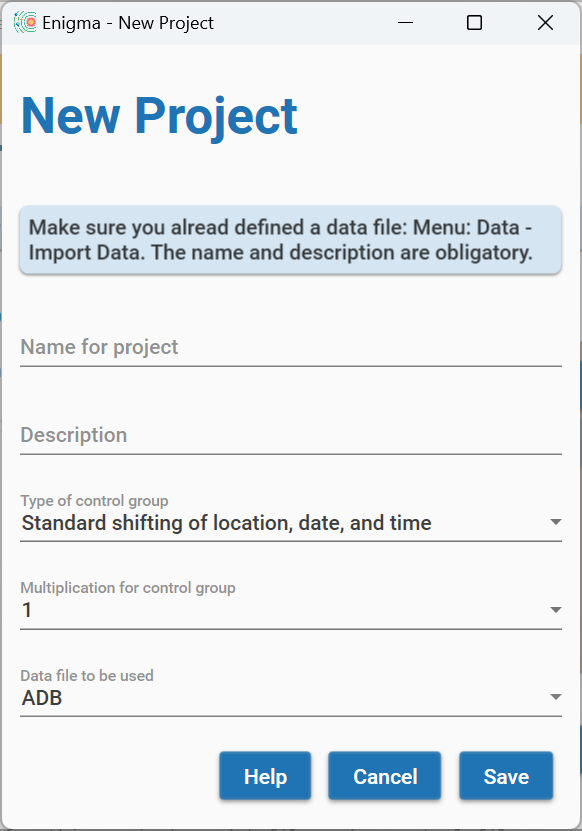 Enigma - New Project
New Project
Make sure you alread defined a data file: Menu: Data -
Import Data. The name and description are obligatory.
Name for project
Description
Type of control group
Standard shifting of location, date, and time
Multiplication for control group
1
Data file to be used
ADB
Help Cancel Save